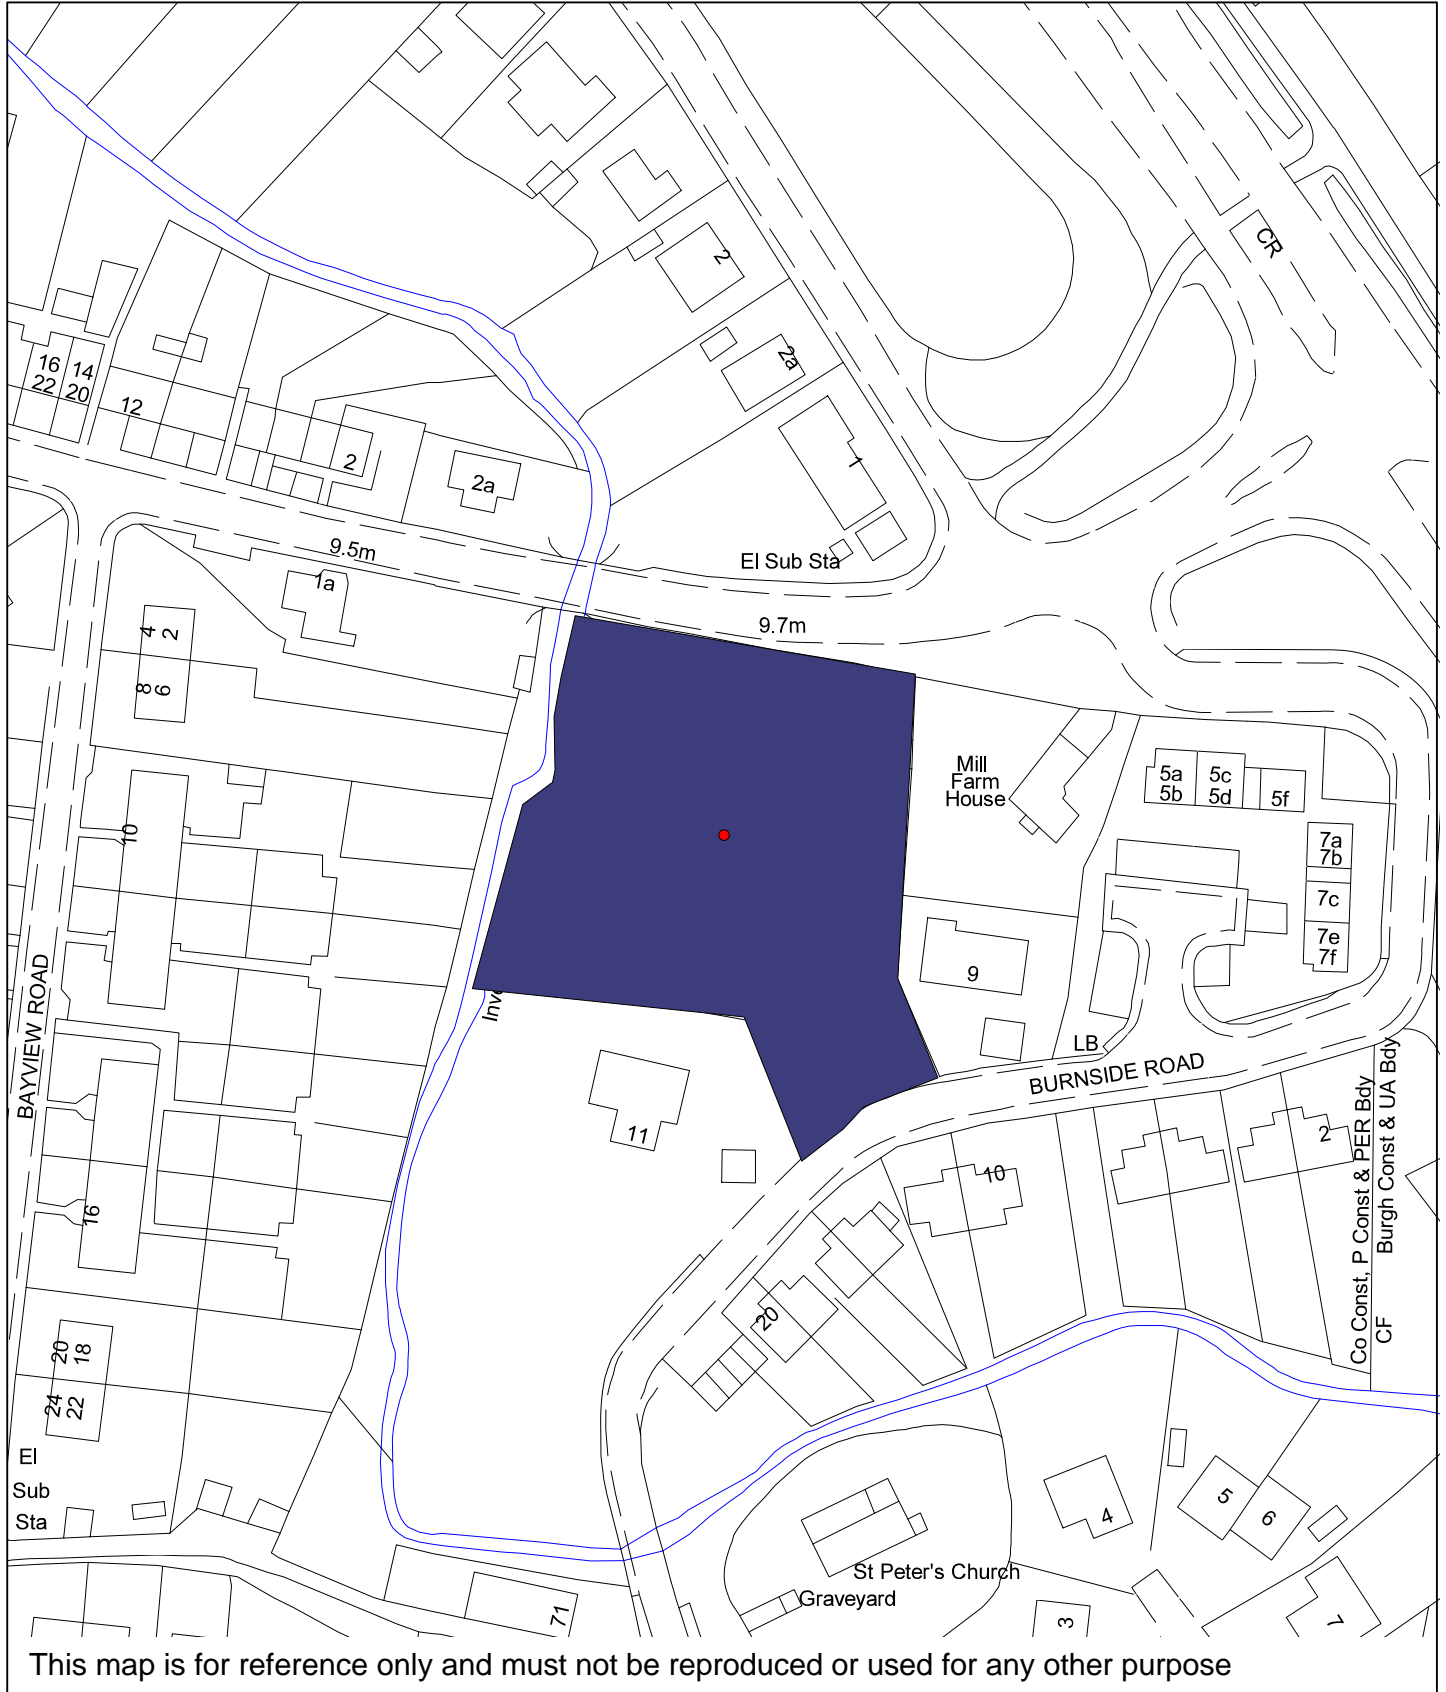 CR
2
2a
16
14
22
20
12
2
2a
1
El Sub Sta
9.5m
1a
9.7m
4
2
8
6
Mill
Farm
House
5a
5b
5c
5d
5f
7a
7b
7c
7e
7f
10
9
BAYVIEW ROAD
Inve
LB
BURNSIDE ROAD
11
10
2
Co Const, P Const & PER Bdy
CF
Burgh Const & UA Bdy
16
20
20
18
24
22
El
Sub
Sta
4
5
6
St Peter's Church
Graveyard
71
3
7
This map is for reference only and must not be reproduced or used for any other purpose